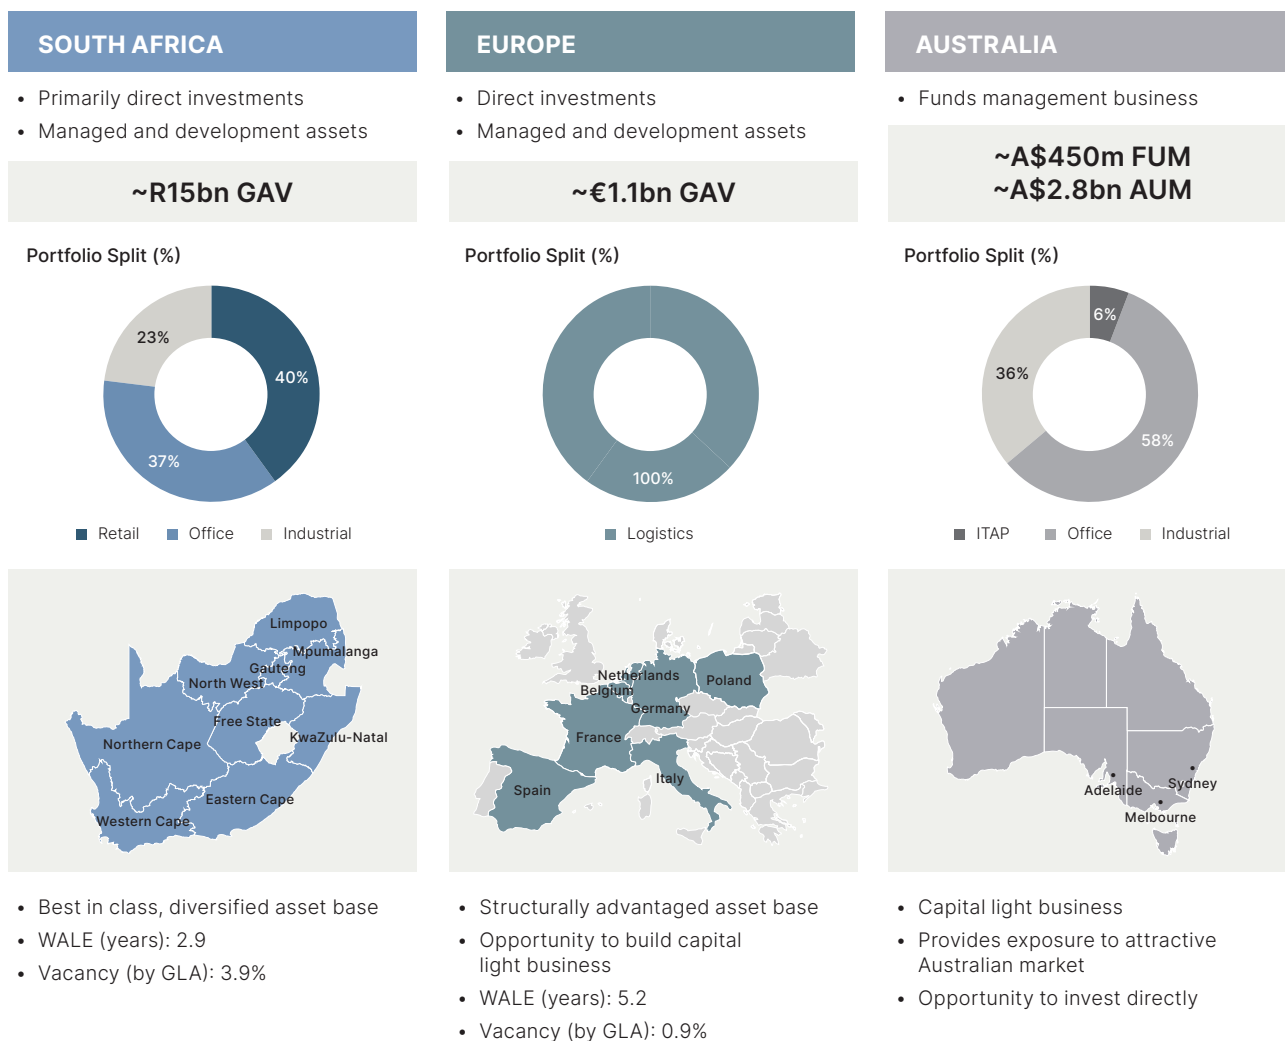 SOUTH AFRICA
• Primarily direct investments
• Managed and development assets
~R15bn GAV
Portfolio Split (%)
23%
40%
37%
Retail
Office
Industrial
Limpopo
Mpumalanga
Gauteng
North West
Free State
KwaZulu-Natal
Northern Cape
Eastern Cape
Western Cape
• Best in class, diversified asset base
• WALE (years): 2.9
• Vacancy (by GLA): 3.9%
EUROPE
• Direct investments
• Managed and development assets
~€1.1bn GAV
Portfolio Split (%)
100%
Logistics
Netherlands
Poland
Belgium
Germany
France
Italy
Spain
• Structurally advantaged asset base
• Opportunity to build capital
light business
• WALE (years): 5.2
• Vacancy (by GLA): 0.9%
AUSTRALIA
• Funds management business
~A$450m FUM
~A$2.8bn AUM
Portfolio Split (%)
6%
36%
58%
ITAP
Office
Industrial
Sydney
Adelaide
Melbourne
• Capital light business
• Provides exposure to attractive
Australian market
• Opportunity to invest directly